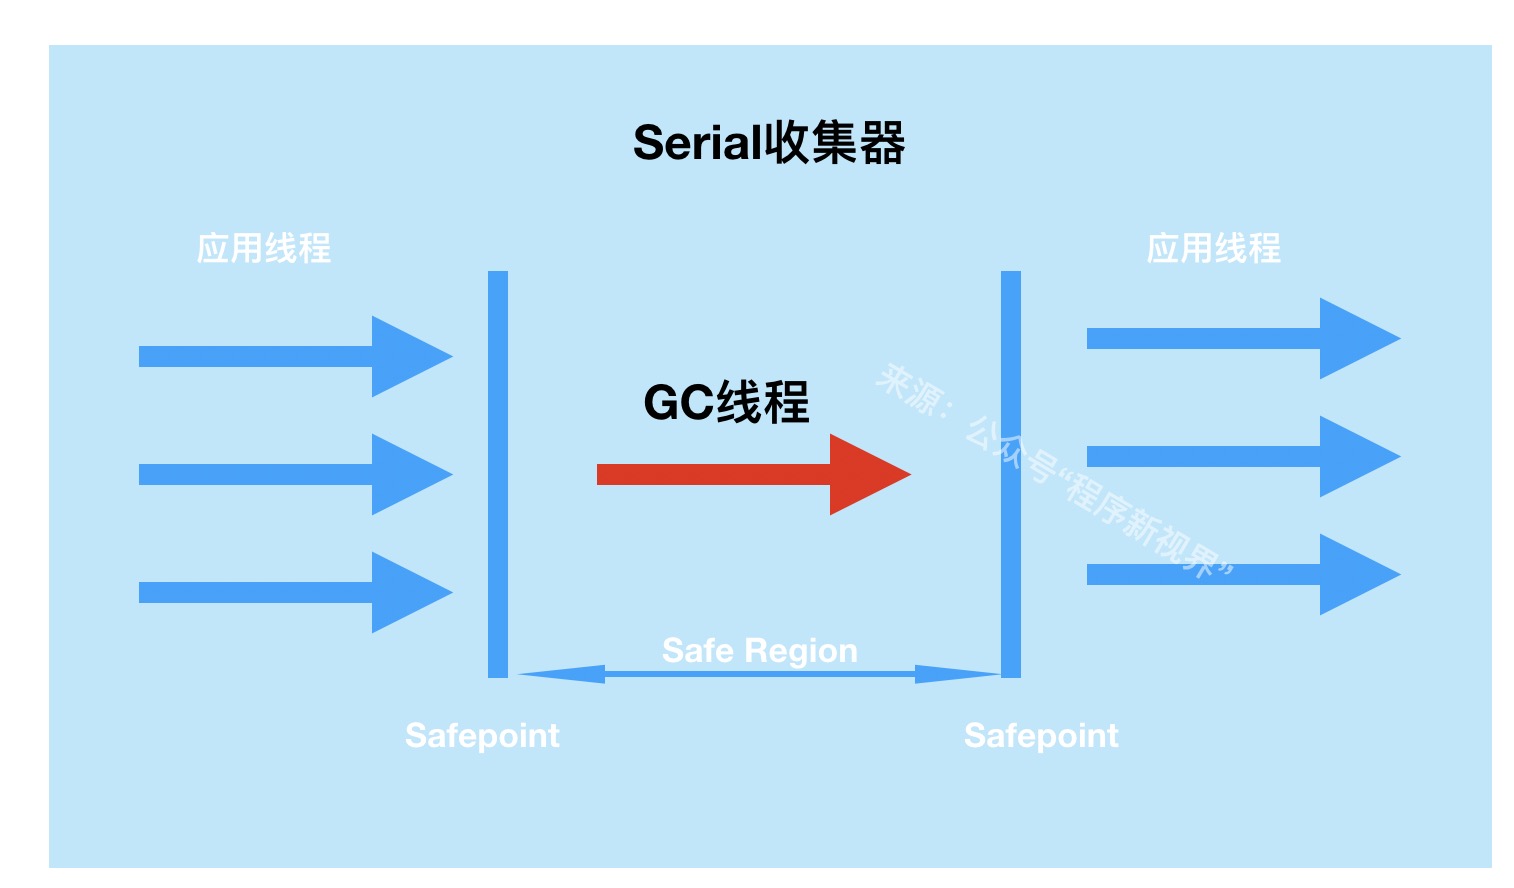 Serial收集器
应用线程
应用线程
GC线程
来源：公众号“程序新视界”
Safe Region
Safepoint
Safepoint